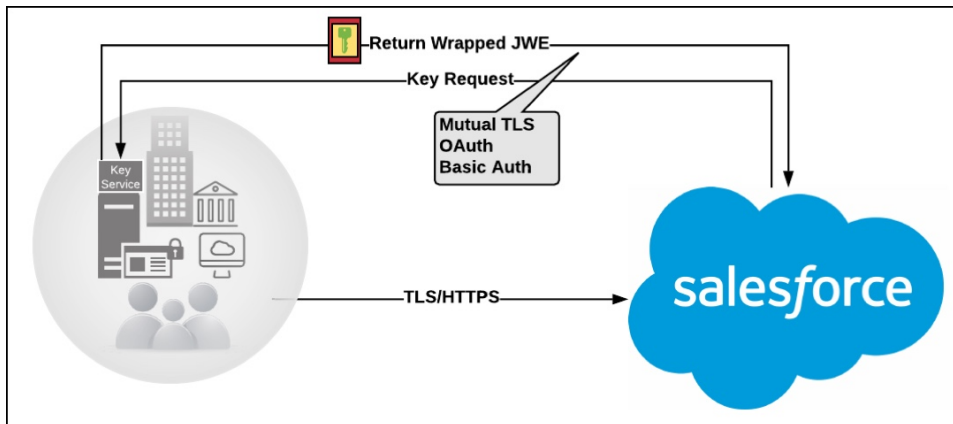 Return Wrapped JWE
Key Request
Mutual TLS
OAuth
Basic Auth
Key
Service
TLS/HTTPS
salesforce